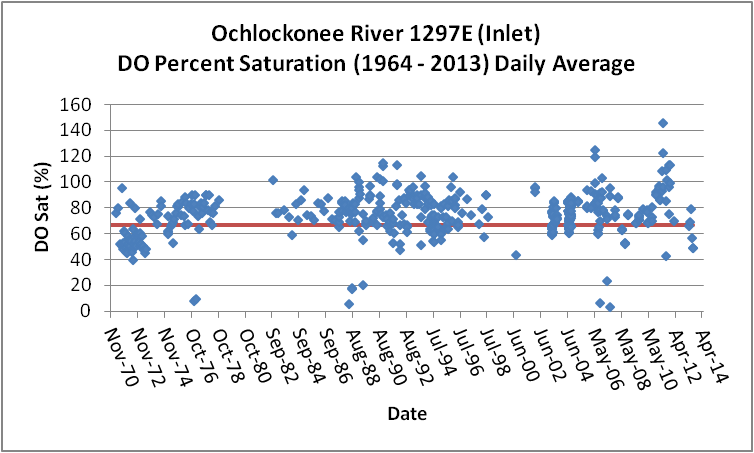 Ochlockonee River 1297E (Inlet)
DO Percent Saturation (1964 - 2013) Daily Average
DO Sat (%)
160
140
120
100
80
60
40
20
0
Nov-70
Nov-72
Nov-74
Oct-76
Oct-78
Oct-80
Sep-82
Sep-84
Sep-86
Aug-88
Aug-90
Aug-92
Jul-94
Jul-96
Jul-98
Jun-00
Jun-02
Jun-04
May-06
May-08
May-10
Apr-12
Apr-14
Date